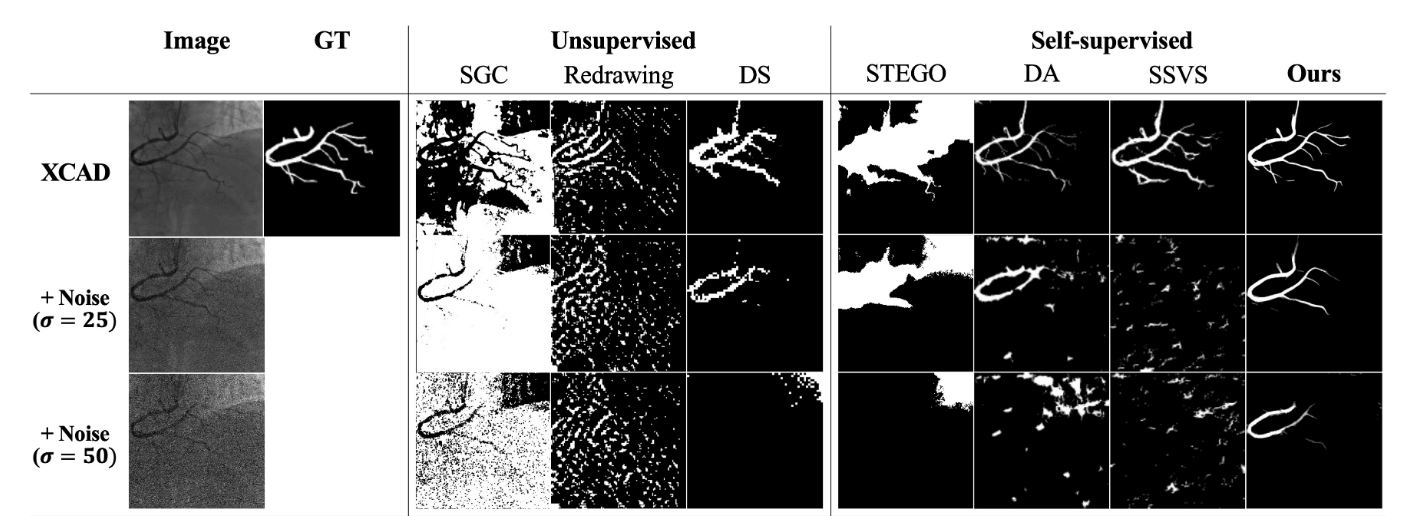 Image GT Unsupervised Self-supervised
SGC Redrawing DS STEGO DA SSVS Ours
XCAD
+ Noise
(σ = 25)
+ Noise
(σ = 50)